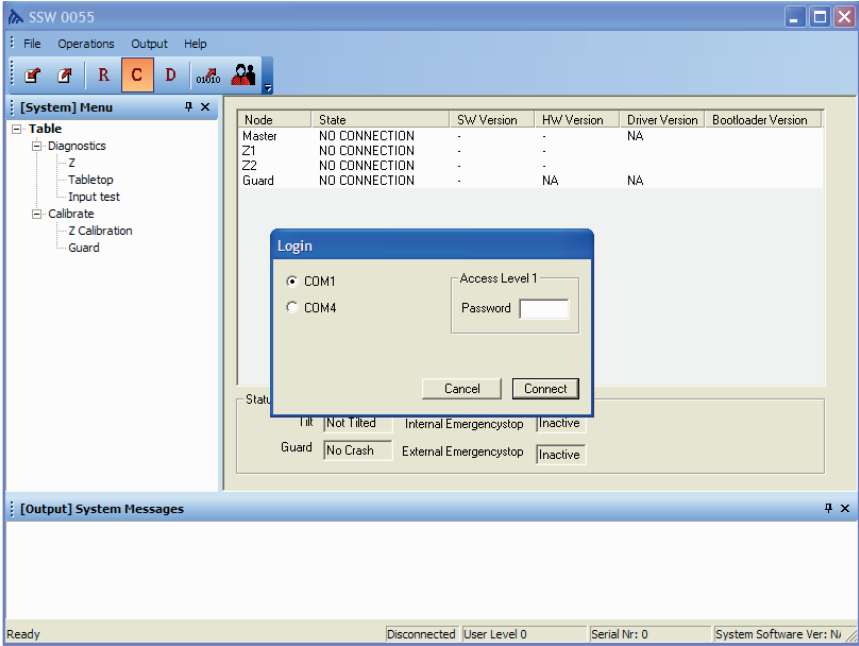 SSW 0055
File Operations Output Help
R C D 01010
[System] Menu
Table
Diagnostics
Z
Tabletop
Input test
Calibrate
Z Calibration
Guard
Node State SW Version HW Version Driver Version Bootloader Version
Master NO CONNECTION - - NA
Z1 NO CONNECTION - -
Z2 NO CONNECTION - -
Guard NO CONNECTION - NA NA
Login
COM1
COM4
Access Level 1
Password
Cancel Connect
Statu
Tilt Not Tilted Internal Emergencystop Inactive
Guard No Crash External Emergencystop Inactive
[Output] System Messages
Ready Disconnected User Level 0 Serial Nr: 0 System Software Ver: N/